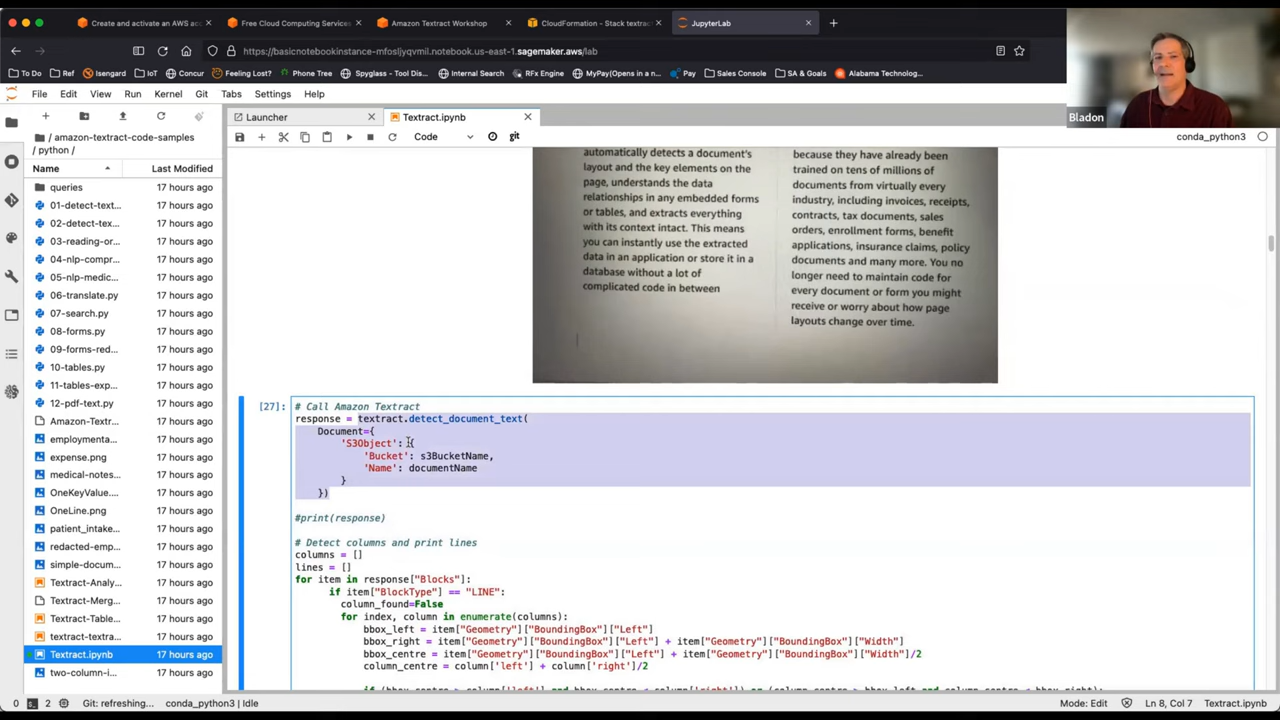 Create and activate an AWS acc
Free Cloud Computing Services
Amazon Textract Workshop
CloudFormation - Stack textrac
JupyterLab
https://basicnotebookinstance-mfosljyqvmil.notebook.us-east-1.sagemaker.aws/lab
To Do
Ref
Isengard
IoT
Concur
Feeling Lost?
Phone Tree
Spyglass - Tool Dis...
Internal Search
RFx Engine
MyPay(Opens in a n...
Pay
Sales Console
SA & Goals
Alabama Technolog...
File Edit View Run Kernel Git Tabs Settings Help
Bladon
Launcher
Textract.ipynb
Code
git
conda_python3
/ amazon-textract-code-samples
/ python /
Name Last Modified
queries 17 hours ago
01-detect-text... 17 hours ago
02-detect-tex... 17 hours ago
03-reading-or... 17 hours ago
04-nlp-compr... 17 hours ago
05-nlp-medic... 17 hours ago
06-translate.py 17 hours ago
07-search.py 17 hours ago
08-forms.py 17 hours ago
09-forms-red... 17 hours ago
10-tables.py 17 hours ago
11-tables-exp... 17 hours ago
12-pdf-text.py 17 hours ago
Amazon-Textr... 17 hours ago
employmenta... 17 hours ago
expense.png 17 hours ago
medical-notes... 17 hours ago
OneKeyValue.... 17 hours ago
OneLine.png 17 hours ago
patient_intake... 17 hours ago
redacted-emp... 17 hours ago
simple-docum... 17 hours ago
Textract-Analy... 17 hours ago
Textract-Merg... 17 hours ago
Textract-Table... 17 hours ago
textract-textra... 17 hours ago
Textract.ipynb 17 hours ago
two-column-i... 17 hours ago
automatically detects a document's
layout and the key elements on the
page, understands the data
relationships in any embedded forms
or tables, and extracts everything
with its context intact. This means
you can instantly use the extracted
data in an application or store it in a
database without a lot of
complicated code in between
because they have already been
trained on tens of millions of
documents from virtually every
industry, including invoices, receipts,
contracts, tax documents, sales
orders, enrollment forms, benefit
applications, insurance claims, policy
documents and many more. You no
longer need to maintain code for
every document or form you might
receive or worry about how page
layouts change over time.
[27]:
# Call Amazon Textract
response = textract.detect_document_text(
Document={
'S3Object': {
'Bucket': s3BucketName,
'Name': documentName
}
})
#print(response)
# Detect columns and print lines
columns = []
lines = []
for item in response["Blocks"]:
if item["BlockType"] == "LINE":
column_found=False
for index, column in enumerate(columns):
bbox_left = item["Geometry"]["BoundingBox"]["Left"]
bbox_right = item["Geometry"]["BoundingBox"]["Left"] + item["Geometry"]["BoundingBox"]["Width"]
bbox_centre = item["Geometry"]["BoundingBox"]["Left"] + item["Geometry"]["BoundingBox"]["Width"]/2
column_centre = column['left'] + column['right']/2
if (bbox_centre > column['left'] and bbox_centre < column['right']) or (column_centre > bbox_left and column_centre < bbox_right):
0 2 Git: refreshing... conda_python3 | Idle
Mode: Edit
Ln 8, Col 7
Textract.ipynb